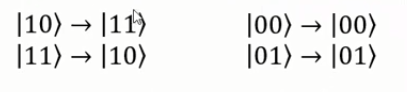 |10⟩ → |11⟩ |00⟩ → |00⟩
|11⟩ → |10⟩ |01⟩ → |01⟩